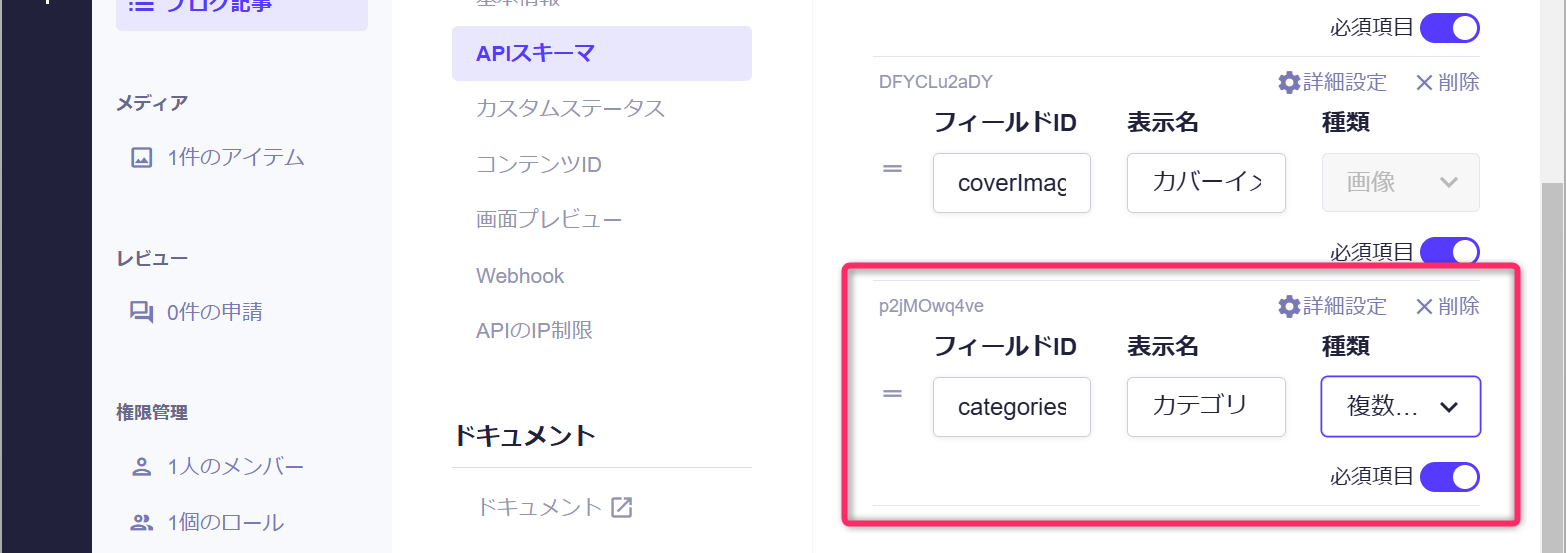 ブログ記事
メディア
1件のアイテム
レビュー
0件の申請
権限管理
1人のメンバー
1個のロール
基本情報
APIスキーマ
カスタムステータス
コンテンツID
画面プレビュー
Webhook
APIのIP制限
ドキュメント
ドキュメント
必須項目
DFYCLu2aDY 詳細設定 削除
フィールドID 表示名 種類
coverImag カバーイメ 画像
必須項目
p2jMOwq4ve 詳細設定 削除
フィールドID 表示名 種類
categories カテゴリ 複数...
必須項目